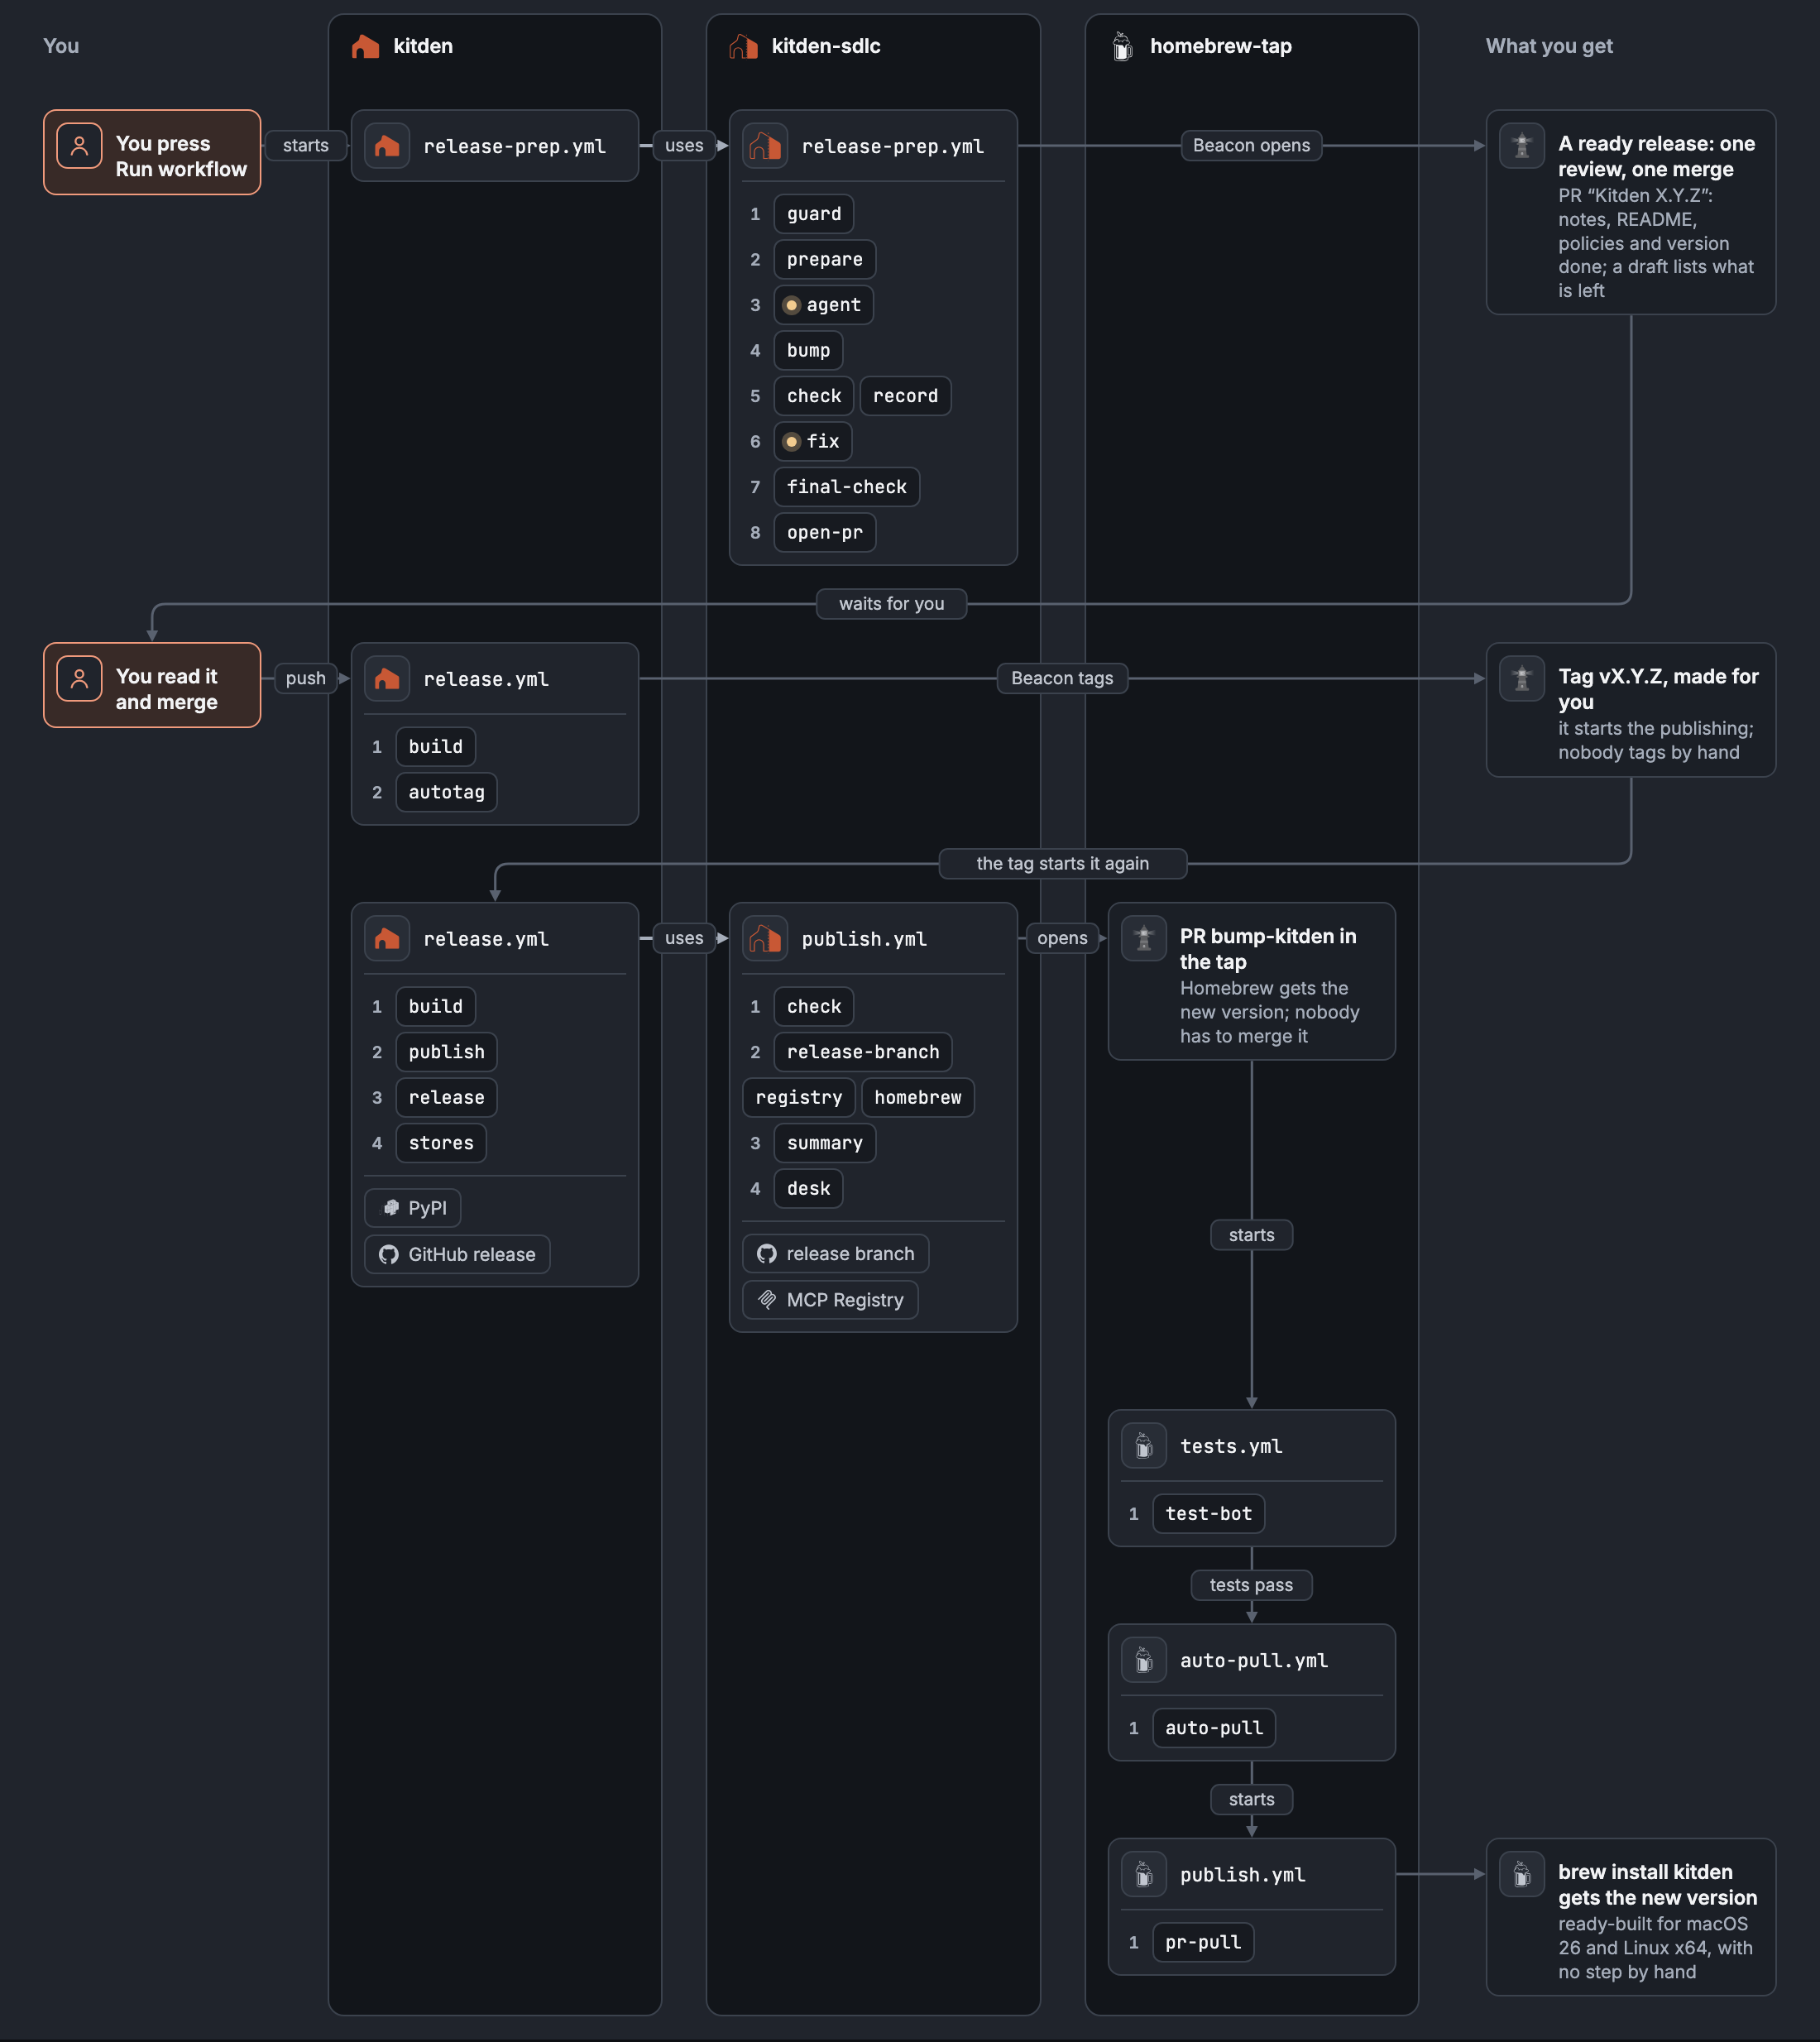 You
kitden
kitden-sdlc
homebrew-tap
What you get
You press
Run workflow
starts
release-prep.yml
uses
release-prep.yml
1 guard
2 prepare
3 agent
4 bump
5 check record
6 fix
7 final-check
8 open-pr
Beacon opens
A ready release: one
review, one merge
PR “Kitden X.Y.Z”:
notes, README,
policies and version
done; a draft lists what
is left
waits for you
You read it
and merge
push
release.yml
1 build
2 autotag
Beacon tags
Tag vX.Y.Z, made for
you
it starts the publishing;
nobody tags by hand
the tag starts it again
release.yml
1 build
2 publish
3 release
4 stores
PyPI
GitHub release
uses
publish.yml
1 check
2 release-branch
registry homebrew
3 summary
4 desk
release branch
MCP Registry
opens
PR bump-kitden in
the tap
Homebrew gets the
new version; nobody
has to merge it
starts
tests.yml
1 test-bot
tests pass
auto-pull.yml
1 auto-pull
starts
publish.yml
1 pr-pull
brew install kitden
gets the new version
ready-built for macOS
26 and Linux x64, with
no step by hand